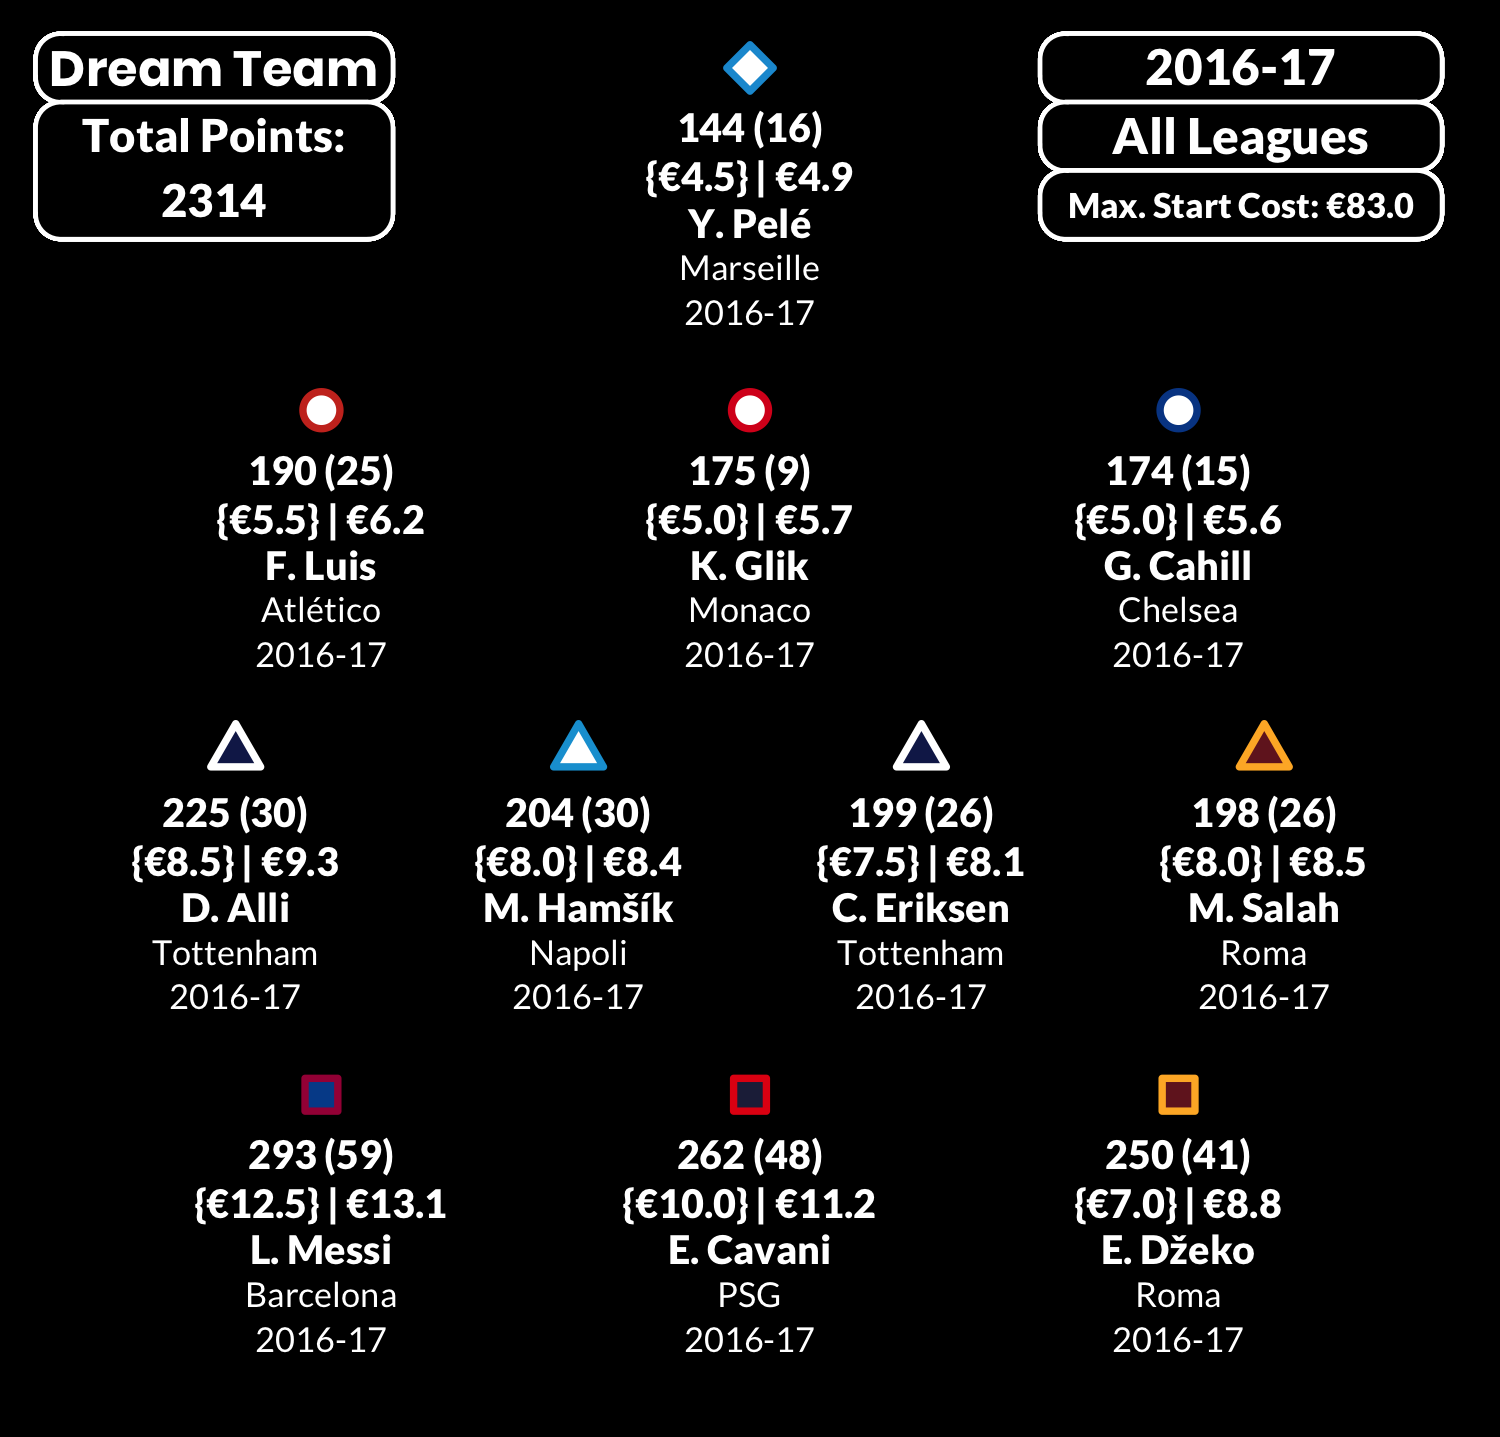 Dream Team
Total Points:
2314
2016-17
All Leagues
Max. Start Cost: €83.0
144 (16)
{€4.5} | €4.9
Y. Pelé
Marseille
2016-17
190 (25)
{€5.5} | €6.2
F. Luis
Atlético
2016-17
175 (9)
{€5.0} | €5.7
K. Glik
Monaco
2016-17
174 (15)
{€5.0} | €5.6
G. Cahill
Chelsea
2016-17
225 (30)
{€8.5} | €9.3
D. Alli
Tottenham
2016-17
204 (30)
{€8.0} | €8.4
M. Hamšík
Napoli
2016-17
199 (26)
{€7.5} | €8.1
C. Eriksen
Tottenham
2016-17
198 (26)
{€8.0} | €8.5
M. Salah
Roma
2016-17
293 (59)
{€12.5} | €13.1
L. Messi
Barcelona
2016-17
262 (48)
{€10.0} | €11.2
E. Cavani
PSG
2016-17
250 (41)
{€7.0} | €8.8
E. Džeko
Roma
2016-17